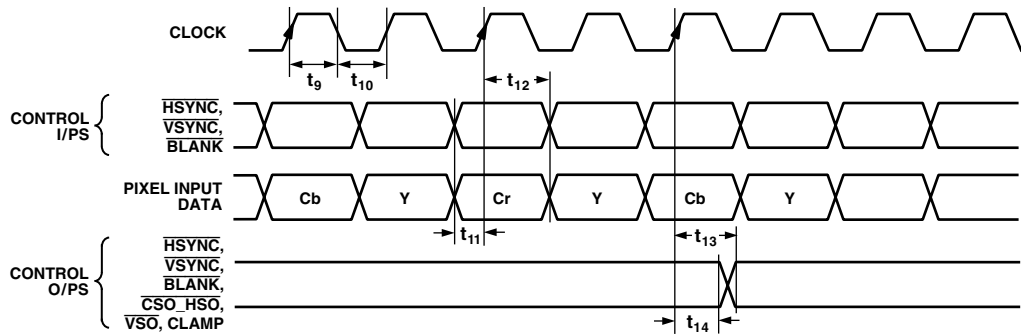 CLOCK
t9
t10
t12
CONTROL
I/PS
HSYNC,
VSYNC,
BLANK
PIXEL INPUT
DATA
Cb
Y
Cr
Y
Cb
Y
t11
t13
CONTROL
O/PS
HSYNC,
VSYNC,
BLANK,
CSO_HSO,
VSO, CLAMP
t14